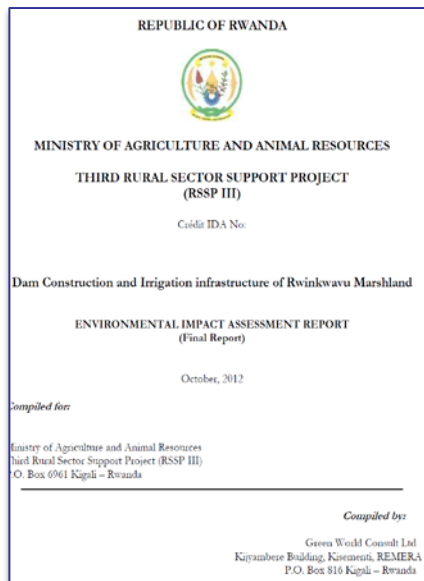 REPUBLIC OF RWANDA
MINISTRY OF AGRICULTURE AND ANIMAL RESOURCES
THIRD RURAL SECTOR SUPPORT PROJECT
(RSSP III)
Crédit IDA No:
Dam Construction and Irrigation infrastructure of Rwinkwavu Marshland
ENVIRONMENTAL IMPACT ASSESSMENT REPORT
(Final Report)
October, 2012
Compiled for:
Ministry of Agriculture and Animal Resources
Third Rural Sector Support Project (RSSP III)
P.O. Box 6961 Kigali – Rwanda
Compiled by:
Green World Consult Ltd
Kijyambere Building, Kisementi, REMERA
P.O. Box 816 Kigali – Rwanda